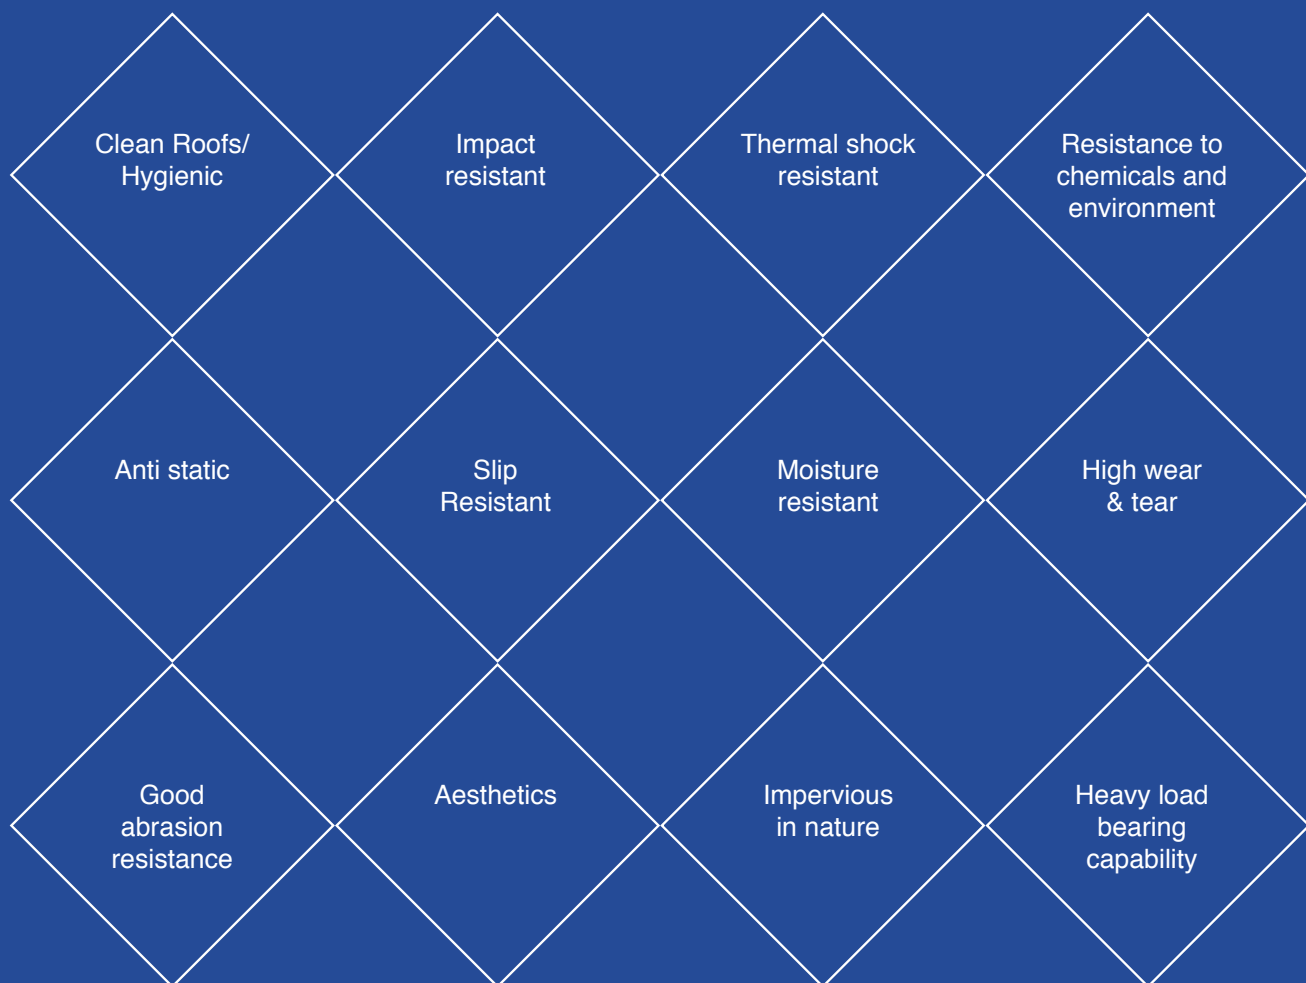 Clean Roofs/
Hygienic
Impact
resistant
Thermal shock
resistant
Resistance to
chemicals and
environment
Anti static
Slip
Resistant
Moisture
resistant
High wear
& tear
Good
abrasion
resistance
Aesthetics
Impervious
in nature
Heavy load
bearing
capability